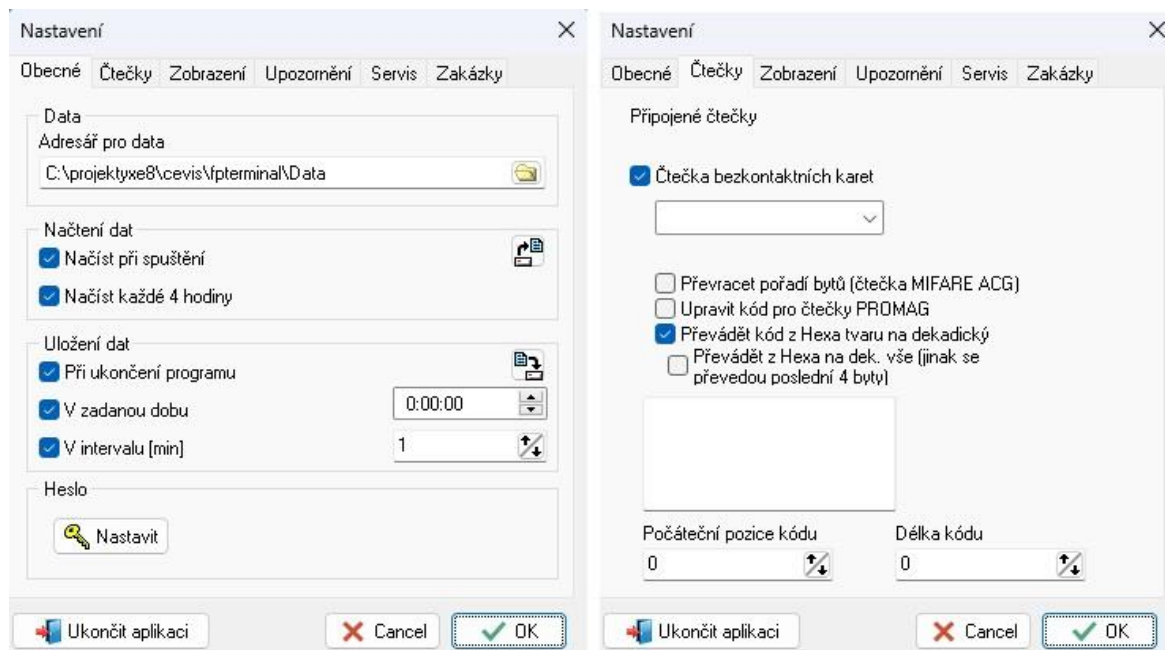 Nastavení
Obecné Čtečky Zobrazení Upozornění Servis Zakázky
Data
Adresář pro data
C:\projektyxe8\cevis\fpterminal\Data
Načtení dat
Načíst při spuštění
Načíst každé 4 hodiny
Uložení dat
Při ukončení programu
V zadanou dobu 0:00:00
V intervalu [min] 1
Heslo
Nastavit
Ukončit aplikaci Cancel OK
Nastavení
Obecné Čtečky Zobrazení Upozornění Servis Zakázky
Připojené čtečky
Čtečka bezkontaktních karet
Převracet pořadí bytů (čtečka MIFARE ACG)
Upravit kód pro čtečky PROMAG
Převádět kód z Hexa tvaru na dekadický
Převádět z Hexa na dek. vše (jinak se
převedou poslední 4 byty)
Počáteční pozice kódu Délka kódu
0 0
Ukončit aplikaci Cancel OK